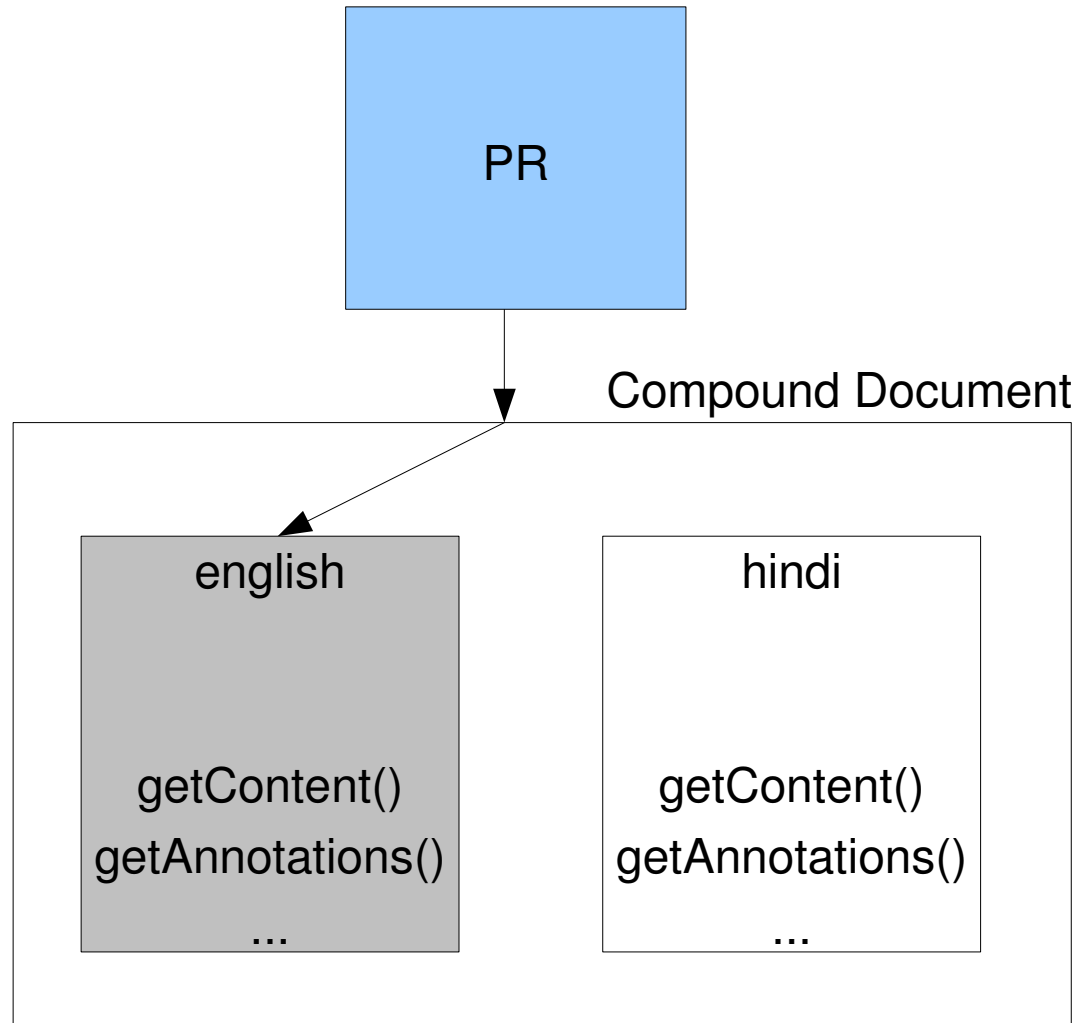 PR
Compound Document
english
getContent()
getAnnotations()
...
hindi
getContent()
getAnnotations()
...